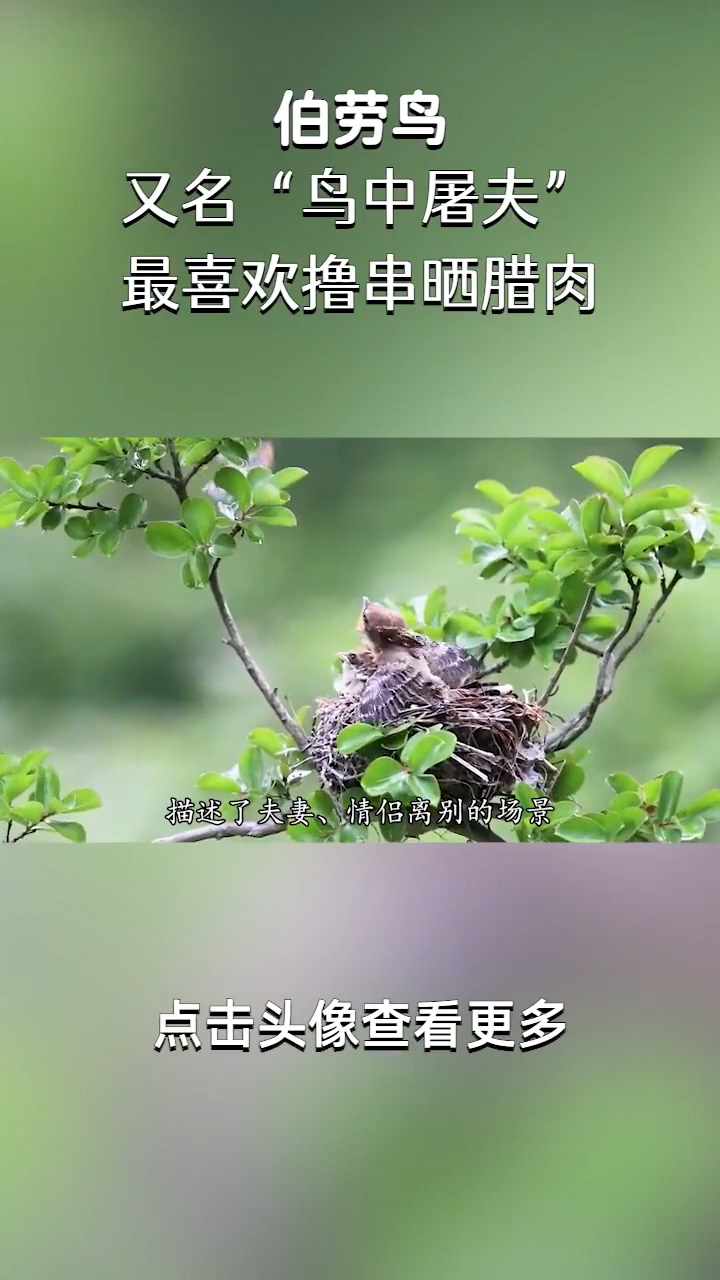 伯劳鸟
又名“鸟中屠夫”
最喜欢撸串晒腊肉
描述了夫妻、情侣离别的场景
点击头像查看更多